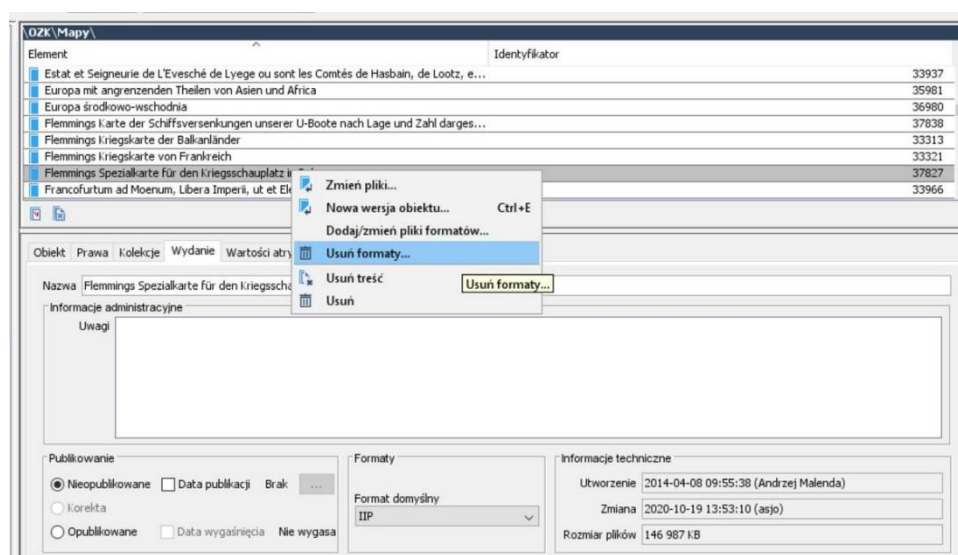 \OZK\Mapy\
Element Identyfikator
Estat et Seigneurie de L'Evesché de Lyege ou sont les Comtés de Hasbain, de Lootz, e... 33937
Europa mit angrenzenden Theilen von Asien und Africa 35981
Europa środkowo-wschodnia 36980
Flemmings Karte der Schiffsversenkungen unserer U-Boote nach Lage und Zahl darges... 37838
Flemmings Kriegskarte der Balkanländer 33313
Flemmings Kriegskarte von Frankreich 33321
Flemmings Spezialkarte für den Kriegsschauplatz 37827
Francofurtum ad Moenum, Libera Imperii, ut et Ele 33966
Zmień pliki...
Nowa wersja obiektu... Ctrl+E
Dodaj/zmień pliki formatów...
Usuń formaty...
Usuń treść
Usuń formaty...
Usuń
Obiekt Prawa Kolekcje Wydanie Wartości atry
Nazwa Flemmings Spezialkarte für den Kriegsscha
Informacje administracyjne
Uwagi
Publikowanie Formaty Informacje techniczne
Nieopublikowane Data publikacji Brak ... Utworzenie 2014-04-08 09:55:38 (Andrzej Malenda)
Korekta Format domyślny Zmiana 2020-10-19 13:53:10 (asjo)
Opublikowane Data wygaśnięcia Nie wygasa IIP Rozmiar plików 146 987 KB